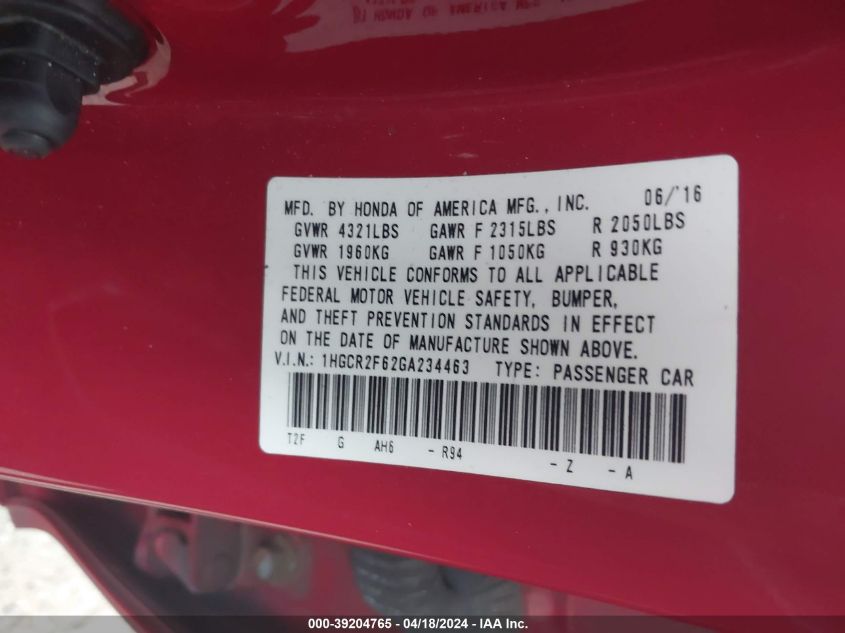 MFD. BY HONDA OF AMERICA MFG., INC. 06/'16
GVWR 4321LBS GAWR F 2315LBS R 2050LBS
GVWR 1960KG GAWR F 1050KG R 930KG
THIS VEHICLE CONFORMS TO ALL APPLICABLE
FEDERAL MOTOR VEHICLE SAFETY, BUMPER,
AND THEFT PREVENTION STANDARDS IN EFFECT
ON THE DATE OF MANUFACTURE SHOWN ABOVE.
V.I.N.: 1HGCR2F62GA234463 TYPE: PASSENGER CAR
T2F G AH6 - R94 - Z - A
000-39204765 - 04/18/2024 - IAA Inc.